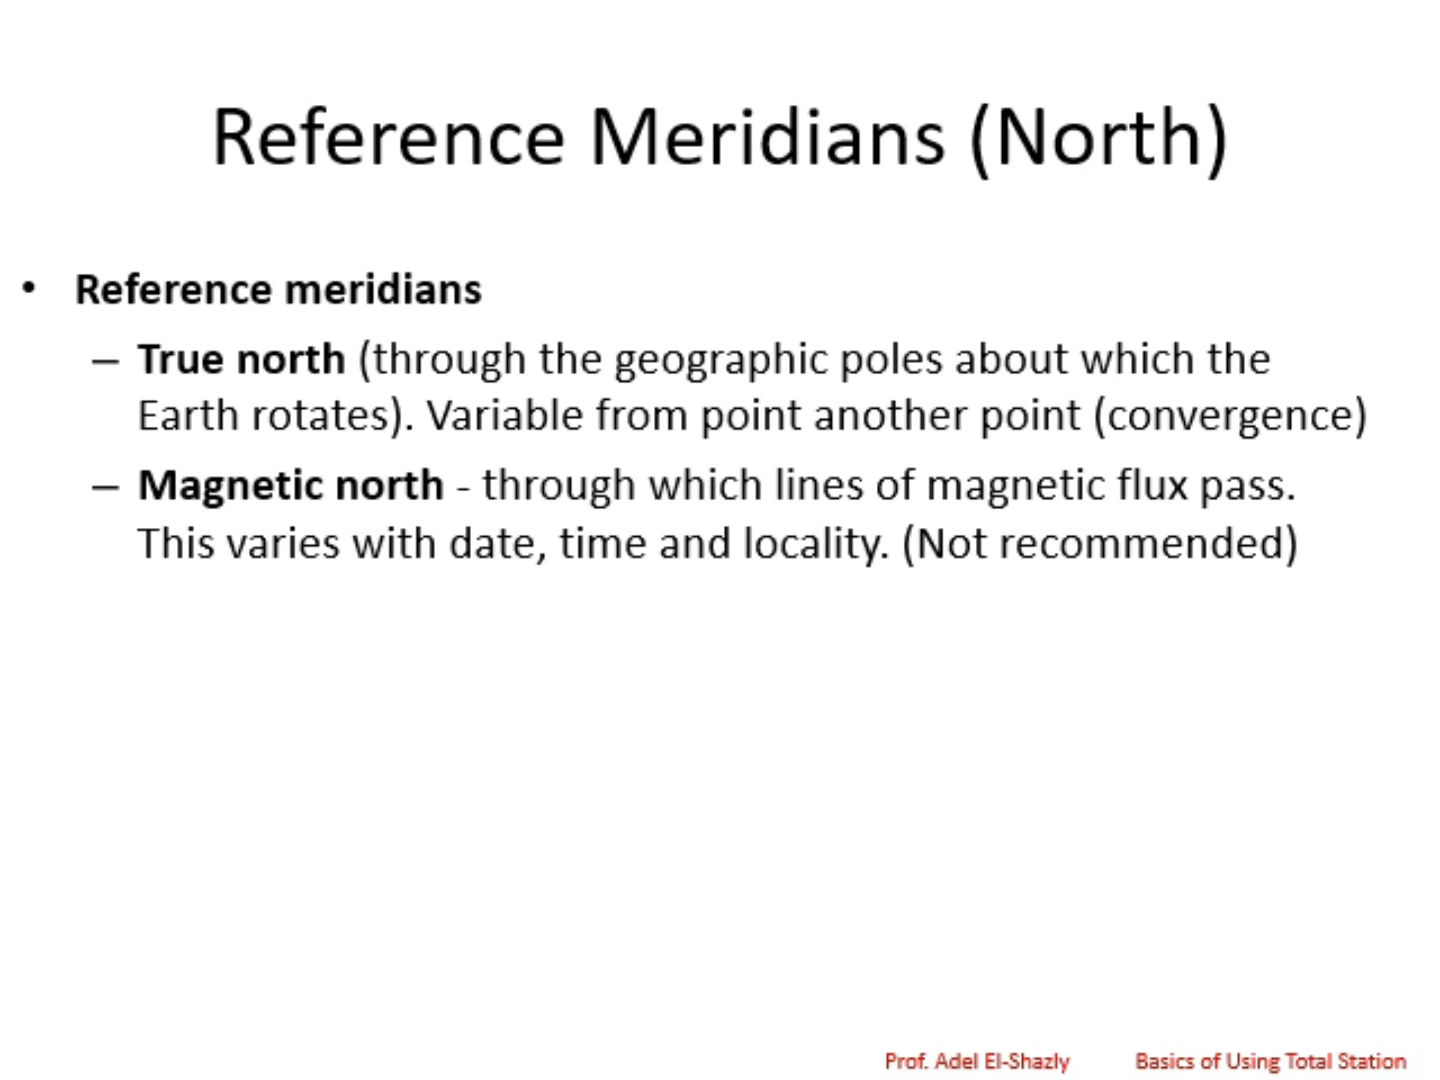 Reference Meridians (North)
• Reference meridians
– True north (through the geographic poles about which the
Earth rotates). Variable from point another point (convergence)
– Magnetic north - through which lines of magnetic flux pass.
This varies with date, time and locality. (Not recommended)
Prof. Adel El-Shazly Basics of Using Total Station